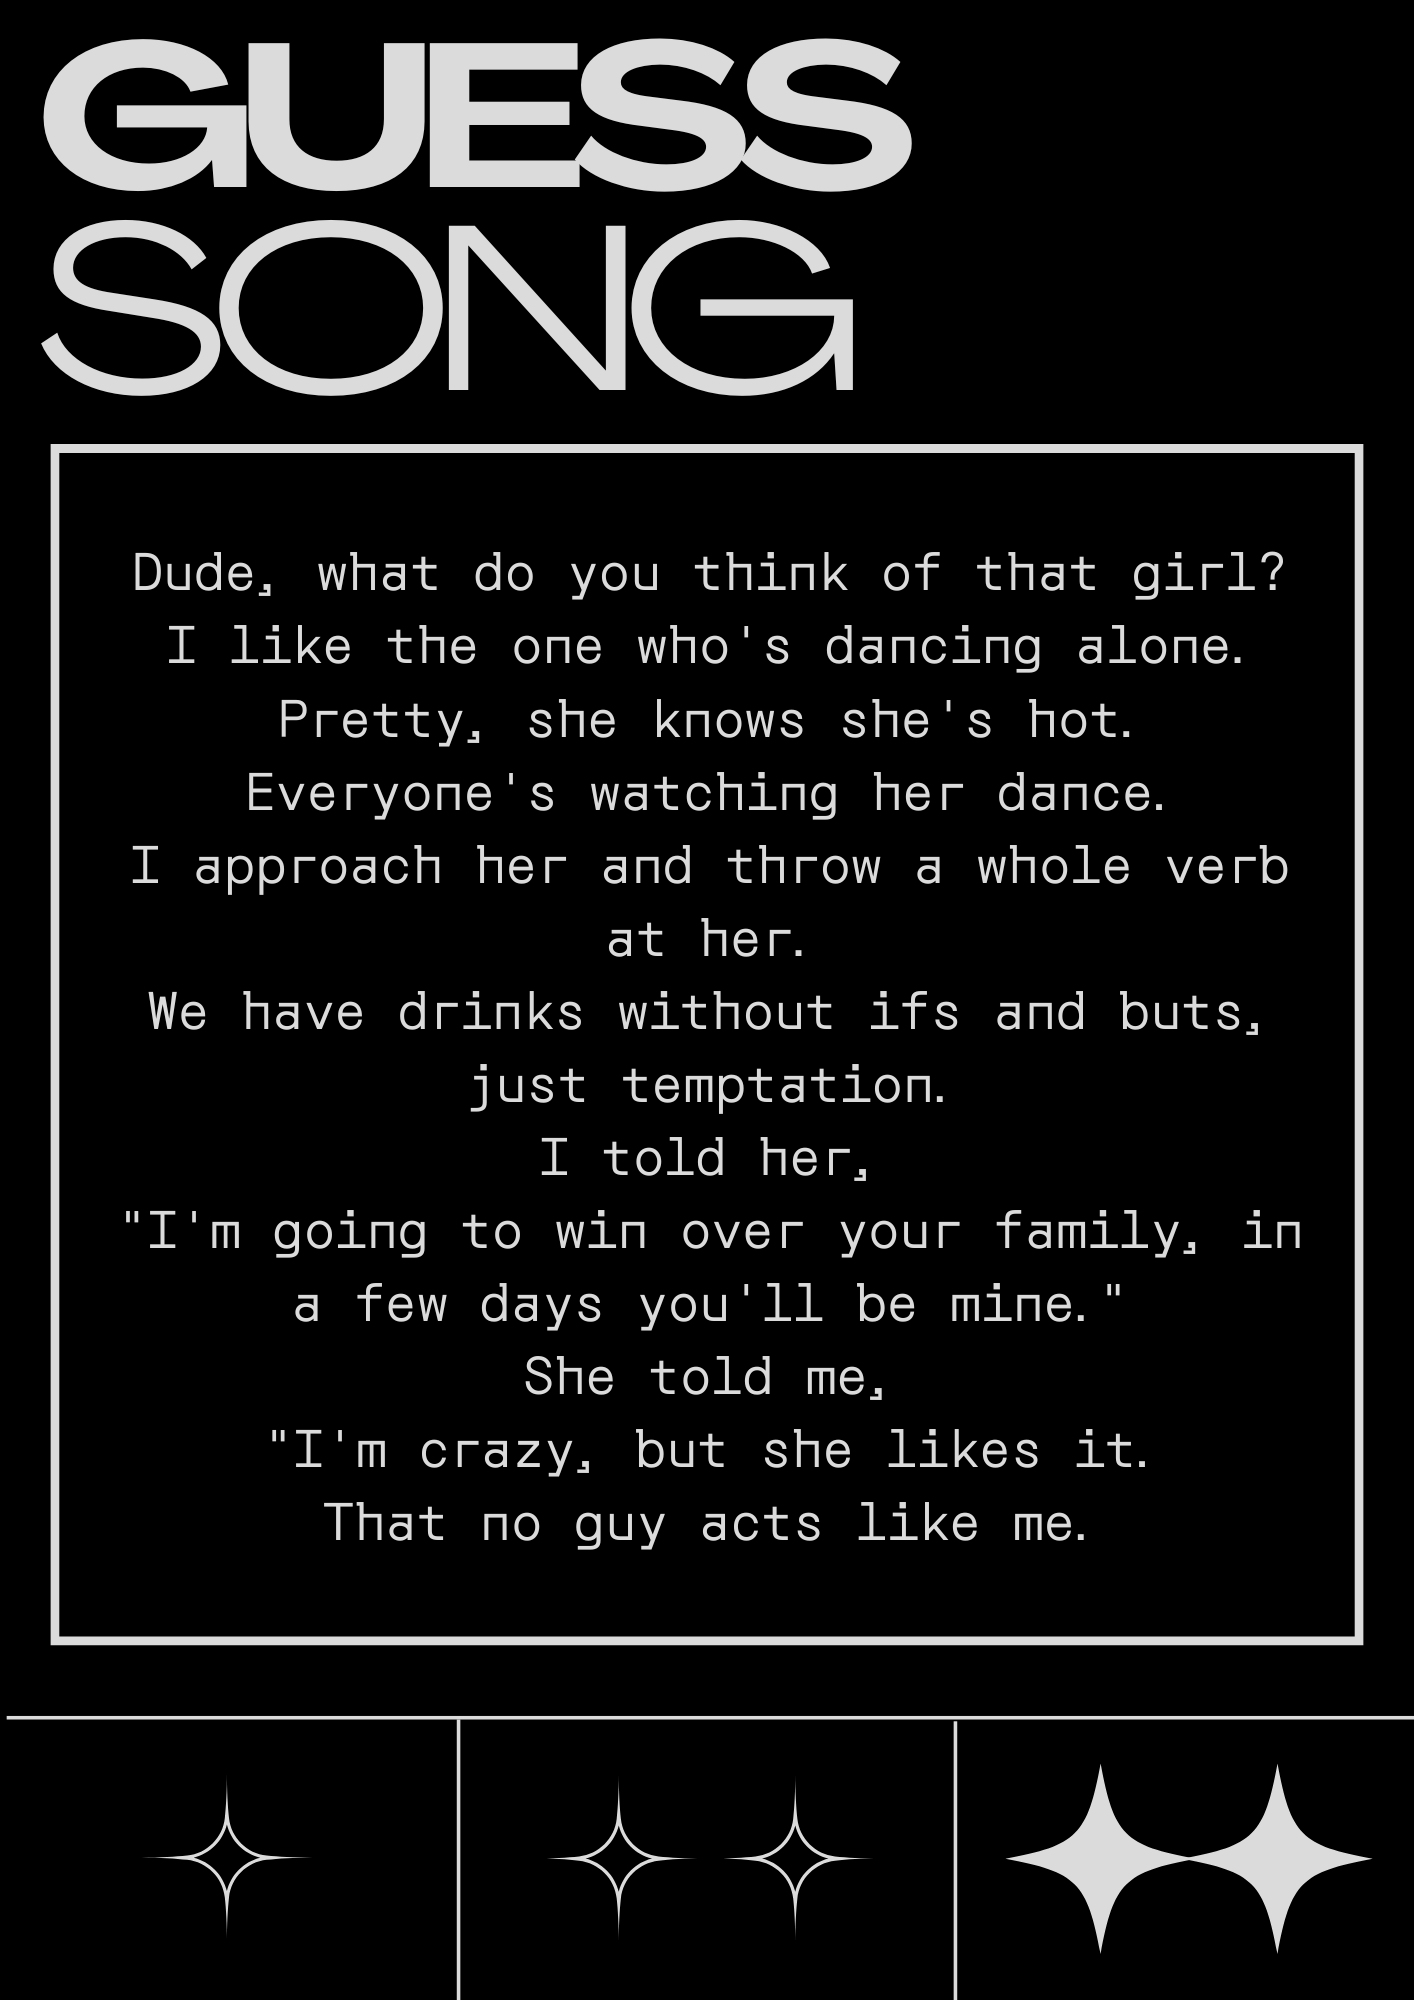 GUESS
SONG
Dude, what do you think of that girl?
I like the one who's dancing alone.
Pretty, she knows she's hot.
Everyone's watching her dance.
I approach her and throw a whole verb
at her.
We have drinks without ifs and buts,
just temptation.
I told her,
"I'm going to win over your family, in
a few days you'll be mine."
She told me,
"I'm crazy, but she likes it.
That no guy acts like me.